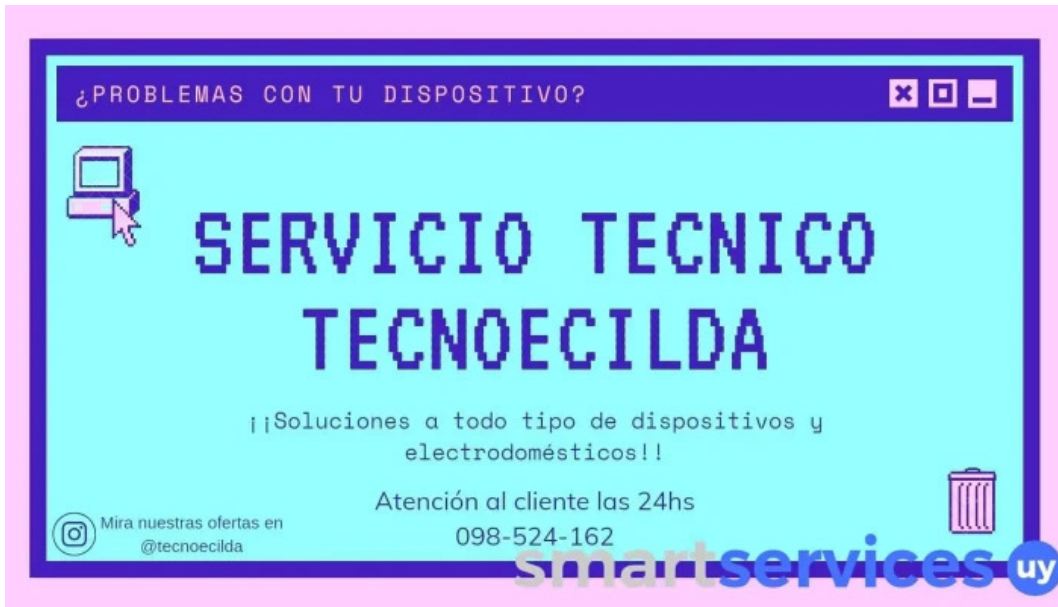 ¿PROBLEMAS CON TU DISPOSITIVO?
SERVICIO TECNICO
TECNOECILDA
¡¡Soluciones a todo tipo de dispositivos y
electrodomésticos!!
Atención al cliente las 24hs
098-524-162
Mira nuestras ofertas en
@tecnoecilda
smartservices uy